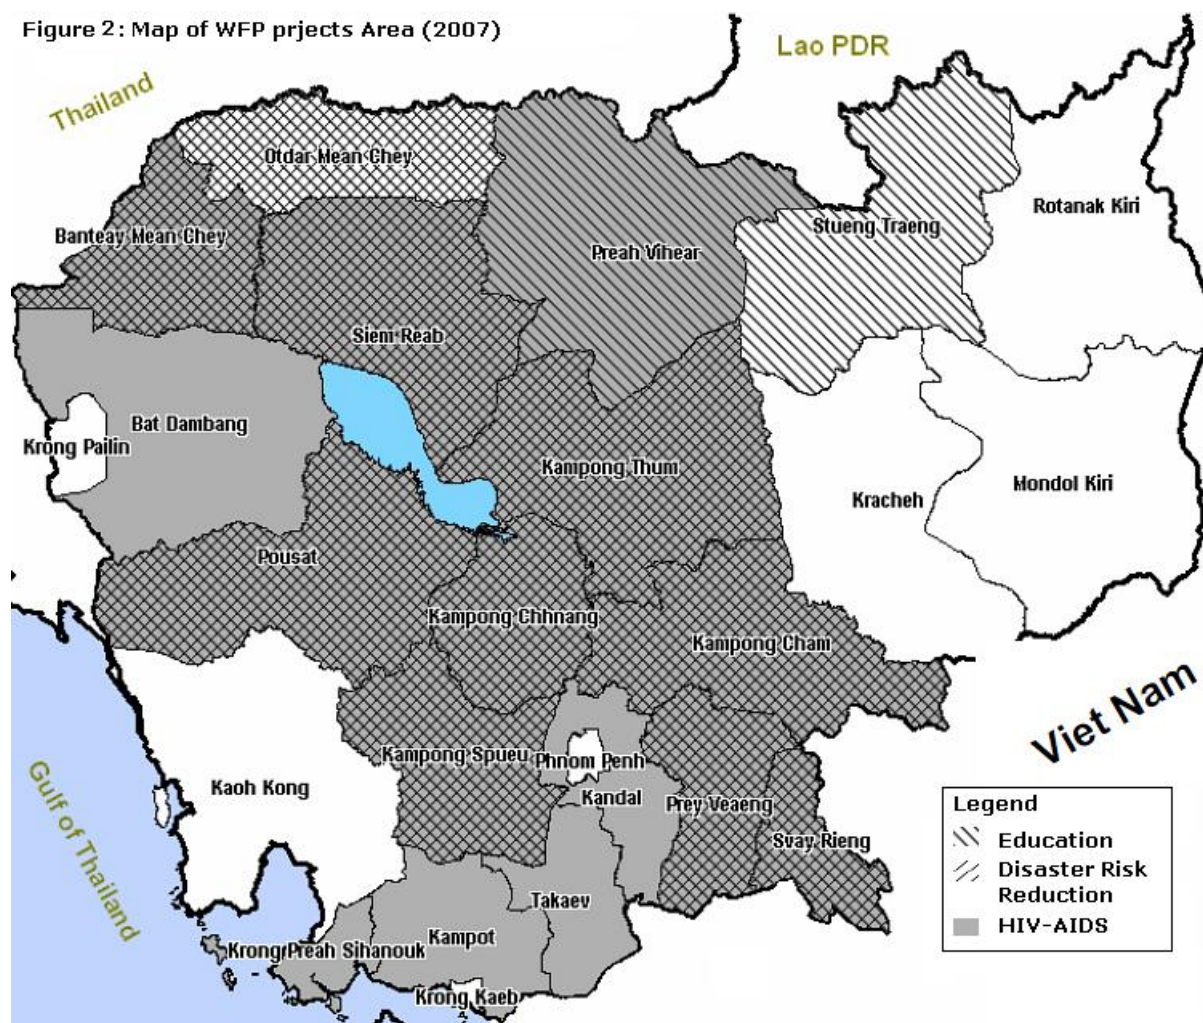 Figure 2: Map of WFP prjects Area (2007)
Lao PDR
Thailand
Otdar Mean Chey
Rotanak Kiri
Stueng Traeng
Banteay Mean Chey
Preah Vihear
Siem Reab
Bat Dambang
Krong Pailin
Kampong Thum
Mondol Kiri
Kracheh
Pousat
Kampong Chhnang
Kampong Cham
Viet Nam
Kampong Spueu
Phnom Penh
Kaoh Kong
Kandal
Prey Veaeng
Svay Rieng
Gulf of Thailand
Takaev
Kampot
Krong Preah Sihanouk
Krong Kaeb
Legend
Education
Disaster Risk
Reduction
HIV-AIDS